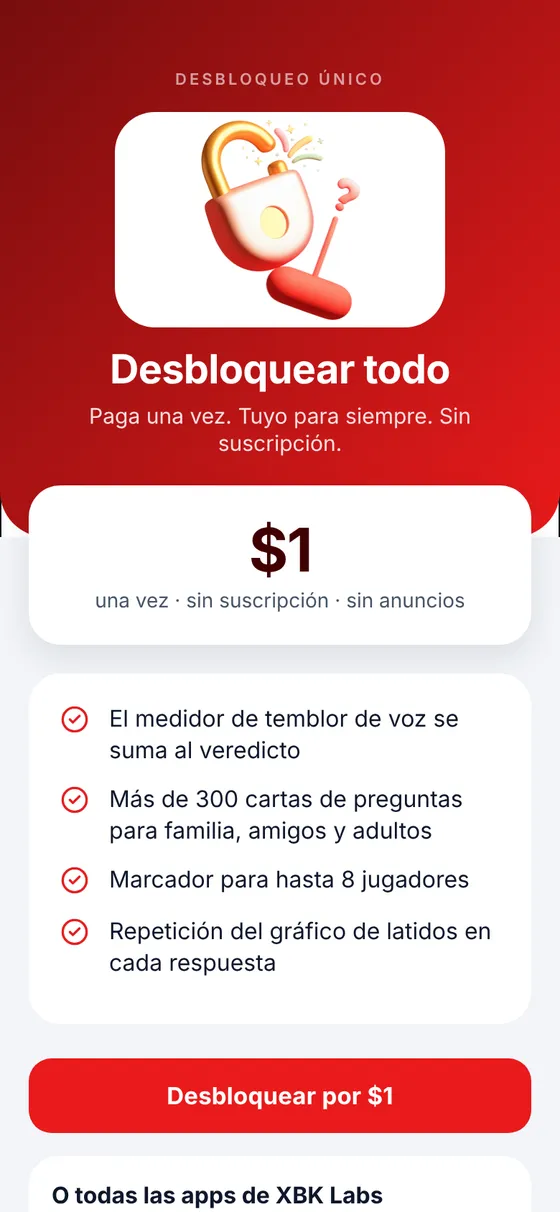 DESBLOQUEO ÚNICO
?
Desbloquear todo
Paga una vez. Tuyo para siempre. Sin
suscripción.
$1
una vez · sin suscripción · sin anuncios
El medidor de temblor de voz se
suma al veredicto
Más de 300 cartas de preguntas
para familia, amigos y adultos
Marcador para hasta 8 jugadores
Repetición del gráfico de latidos en
cada respuesta
Desbloquear por $1
O todas las apps de XBK Labs